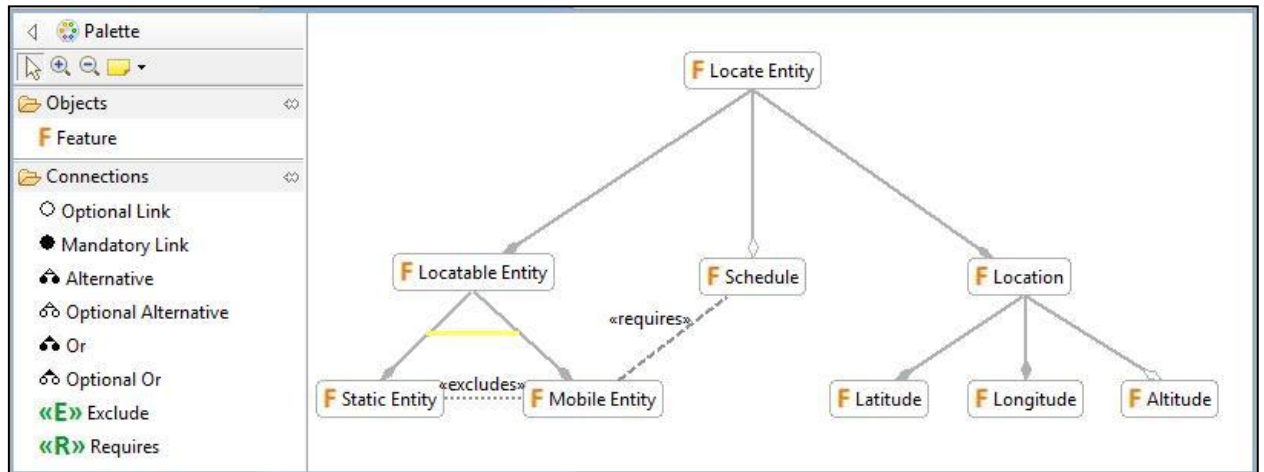 Palette
Objects
F Feature
Connections
Optional Link
Mandatory Link
Alternative
Optional Alternative
Or
Optional Or
«E» Exclude
«R» Requires
F Locate Entity
F Locatable Entity
F Schedule
F Location
«requires»
«excludes»
F Static Entity
F Mobile Entity
F Latitude
F Longitude
F Altitude